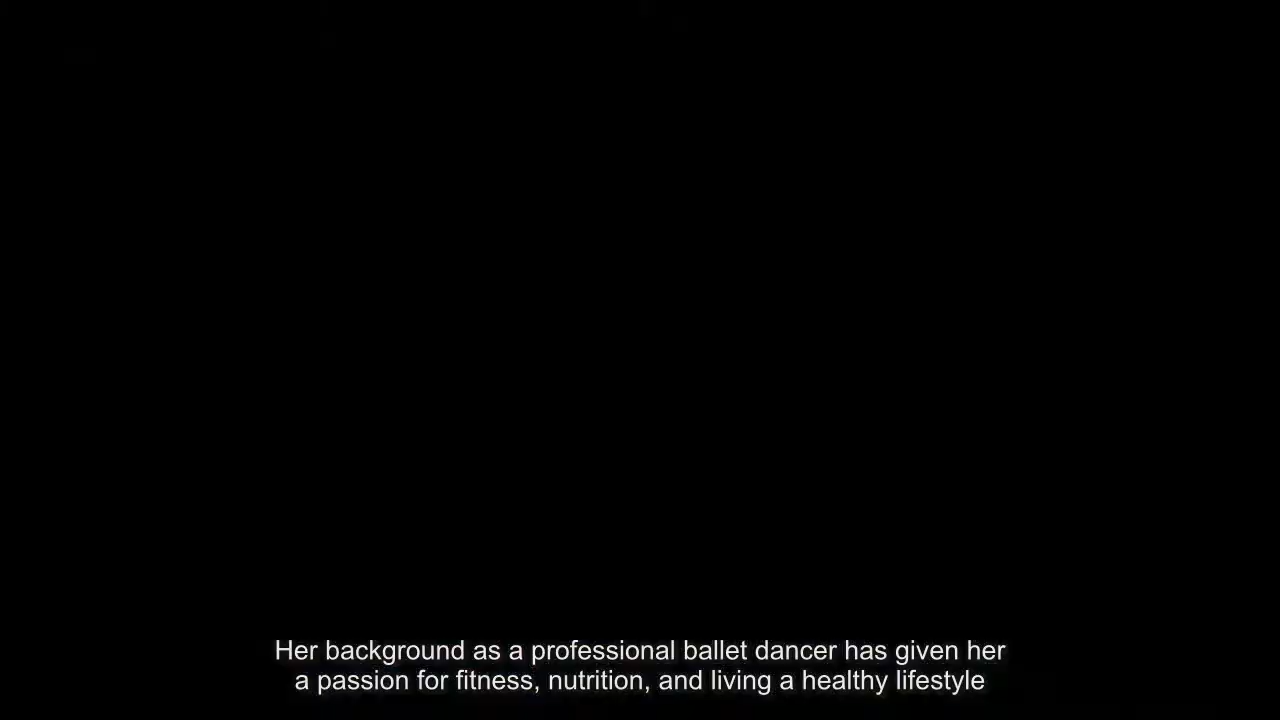 Her background as a professional ballet dancer has given her
a passion for fitness, nutrition, and living a healthy lifestyle